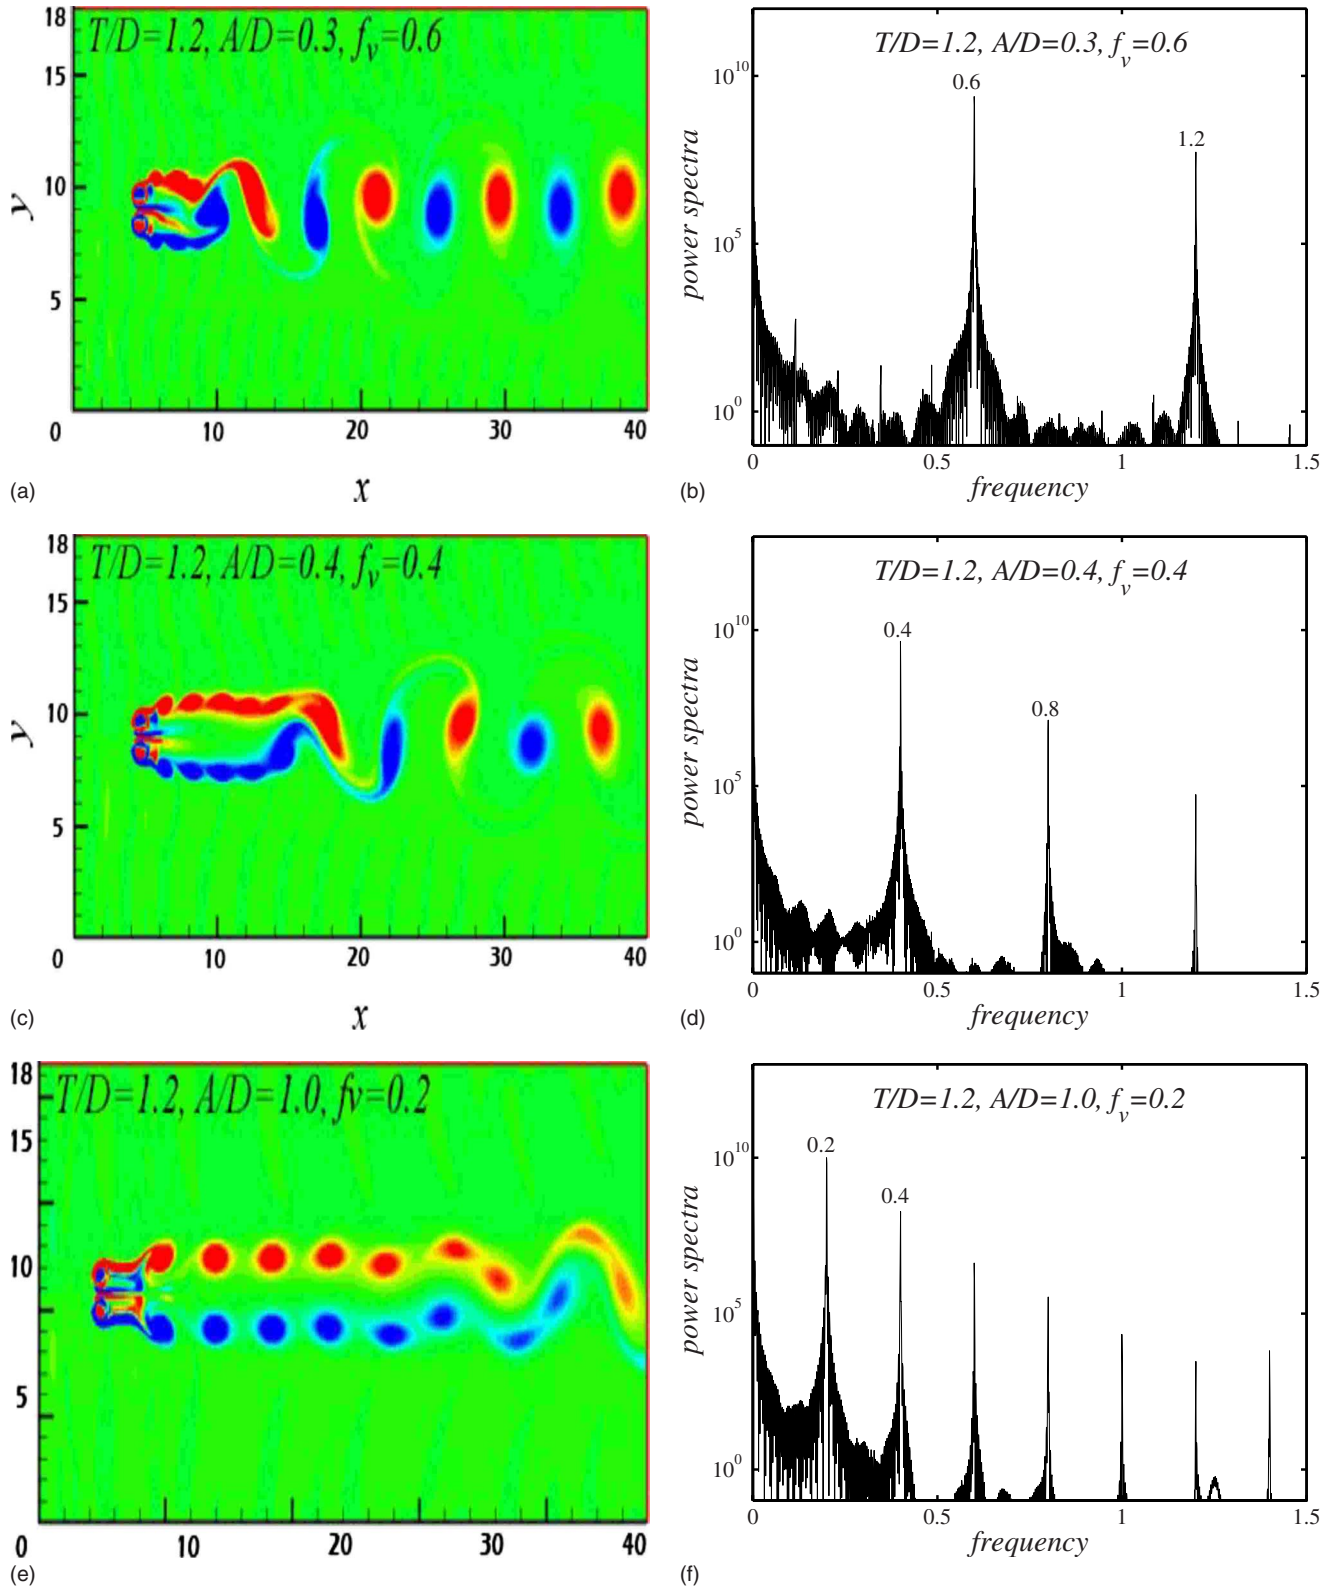 T/D=1.2, A/D=0.3, f_v=0.6
18
15
10
5
0
10
20
30
40
y
x
(a)
T/D=1.2, A/D=0.3, f_v=0.6
10^10
10^5
10^0
0.6
1.2
0
0.5
1
1.5
power spectra
frequency
(b)
T/D=1.2, A/D=0.4, f_v=0.4
18
15
10
5
0
10
20
30
40
y
x
(c)
T/D=1.2, A/D=0.4, f_v=0.4
10^10
10^5
10^0
0.4
0.8
0
0.5
1
1.5
power spectra
frequency
(d)
T/D=1.2, A/D=1.0, fv=0.2
18
15
10
5
0
10
20
30
40
(e)
T/D=1.2, A/D=1.0, f_v=0.2
10^10
10^5
10^0
0.2
0.4
0
0.5
1
1.5
power spectra
frequency
(f)